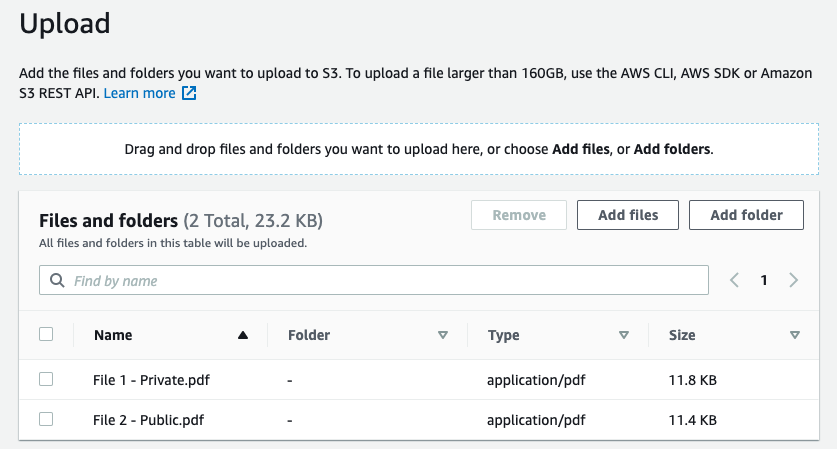 Upload
Add the files and folders you want to upload to S3. To upload a file larger than 160GB, use the AWS CLI, AWS SDK or Amazon
S3 REST API. Learn more
Drag and drop files and folders you want to upload here, or choose Add files, or Add folders.
Files and folders (2 Total, 23.2 KB)
Remove
Add files
Add folder
All files and folders in this table will be uploaded.
Find by name
1
Name Folder Type Size
File 1 - Private.pdf - application/pdf 11.8 KB
File 2 - Public.pdf - application/pdf 11.4 KB